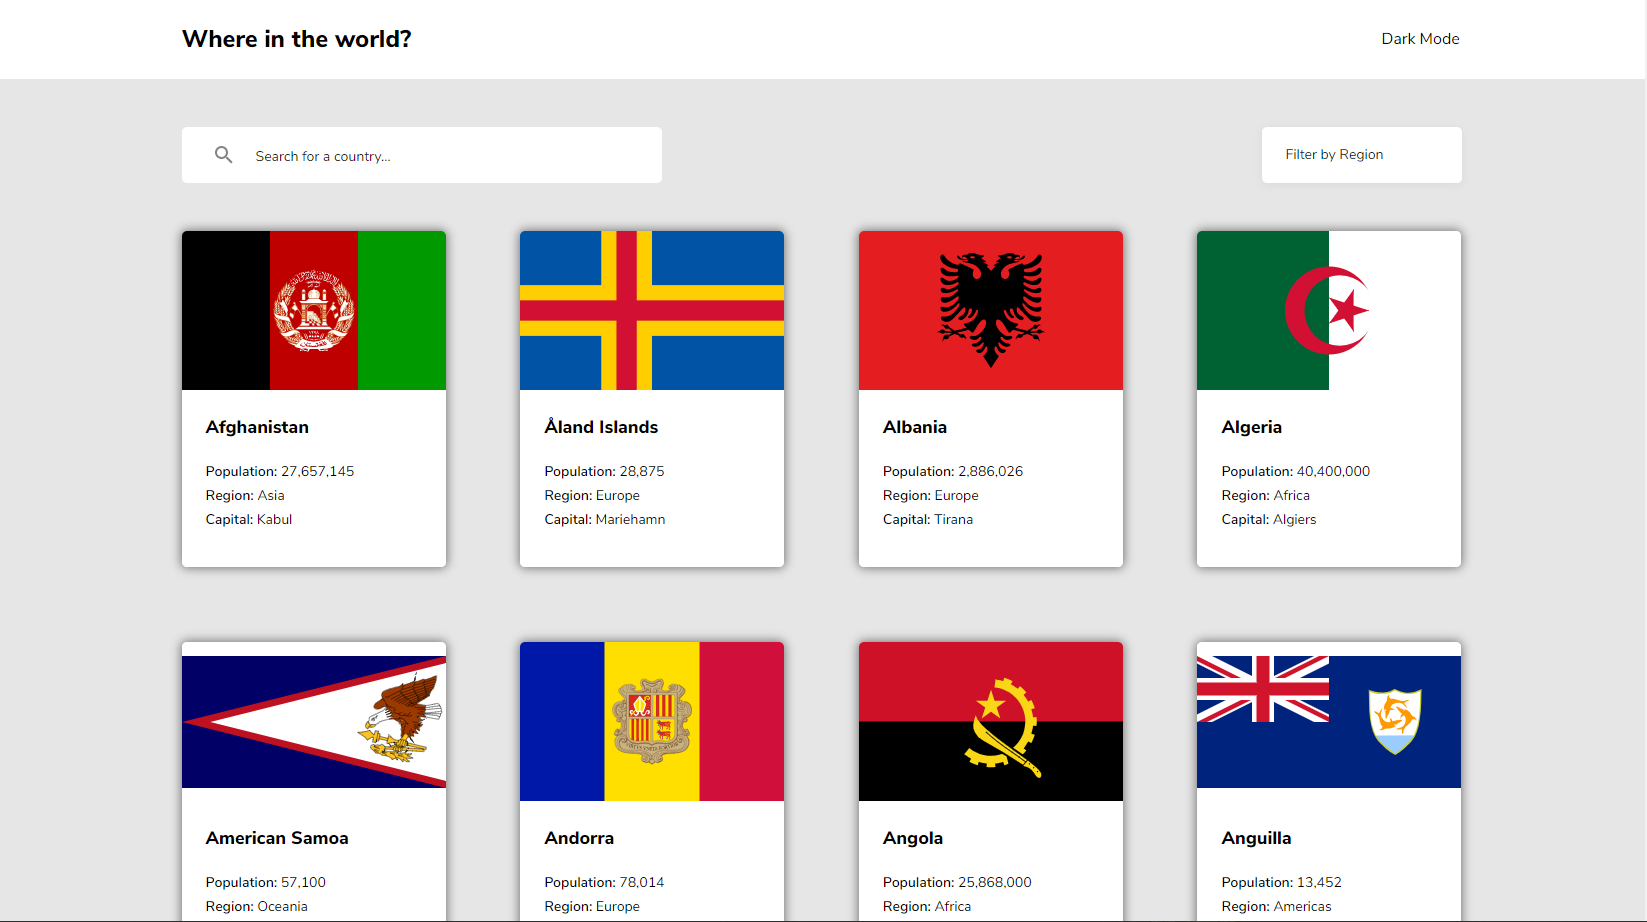 Where in the world?
Dark Mode
Search for a country...
Filter by Region
Afghanistan
Population: 27,657,145
Region: Asia
Capital: Kabul
Åland Islands
Population: 28,875
Region: Europe
Capital: Mariehamn
Albania
Population: 2,886,026
Region: Europe
Capital: Tirana
Algeria
Population: 40,400,000
Region: Africa
Capital: Algiers
American Samoa
Population: 57,100
Region: Oceania
Andorra
Population: 78,014
Region: Europe
Angola
Population: 25,868,000
Region: Africa
Anguilla
Population: 13,452
Region: Americas